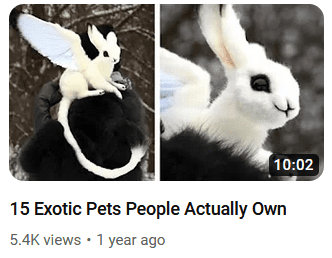 10:02
15 Exotic Pets People Actually Own
5.4K views • 1 year ago